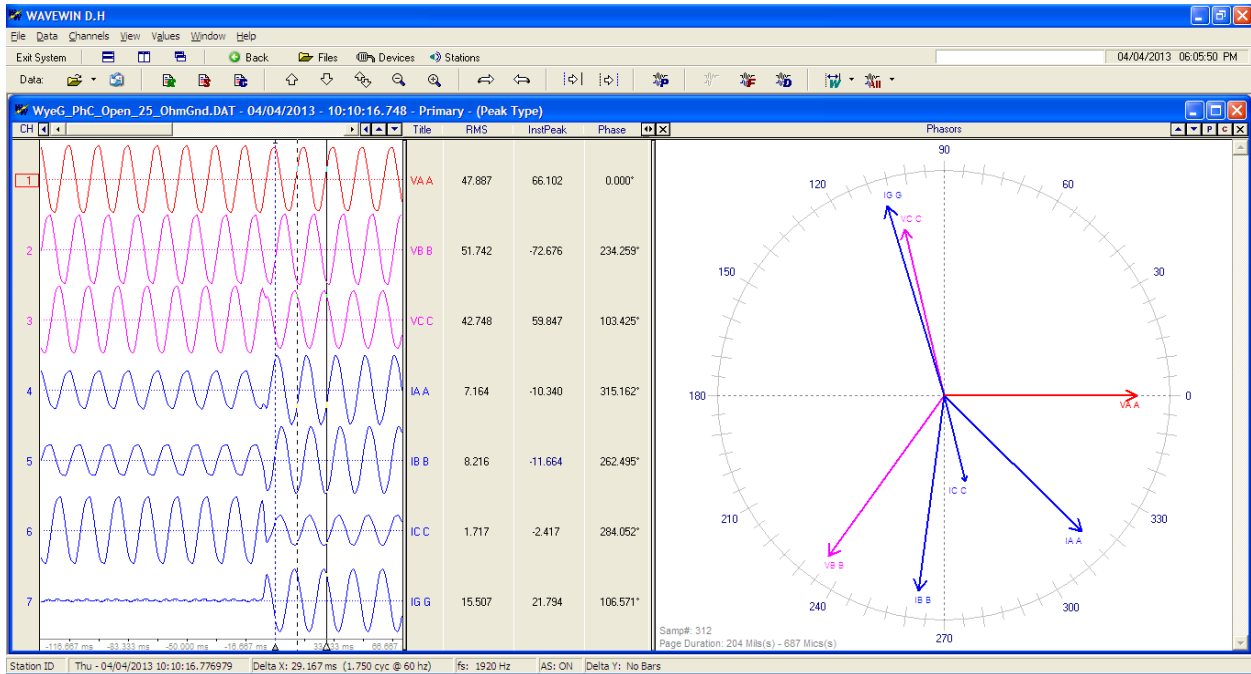 WAVEWIN D.H
File Data Channels View Values Window Help
Exit System Back Files Devices Stations 04/04/2013 06:05:50 PM
Data:
WyeG_PhC_Open_25_OhmGnd.DAT - 04/04/2013 - 10:10:16.748 - Primary - (Peak Type)
CH Title RMS InstPeak Phase Phasors P C X
1 VA A 47.887 66.102 0.000°
2 VB B 51.742 -72.676 234.259°
3 VC C 42.748 59.847 103.425°
4 IA A 7.164 -10.340 315.162°
5 IB B 8.216 -11.664 262.495°
6 IC C 1.717 -2.417 284.052°
7 IG G 15.507 21.794 106.571°
-116.667 ms -83.333 ms -50.000 ms -16.667 ms 66.667
90
120 60
IG G
VC C
150 30
180 0
VA A
IC C
210 330
IA A
VB B
IB B
240 300
270
Samp#: 312
Page Duration: 204 Mils(s) - 687 Mics(s)
Station ID Thu - 04/04/2013 10:10:16.776979 Delta X: 29.167 ms (1.750 cyc @ 60 hz) fs: 1920 Hz AS: ON Delta Y: No Bars